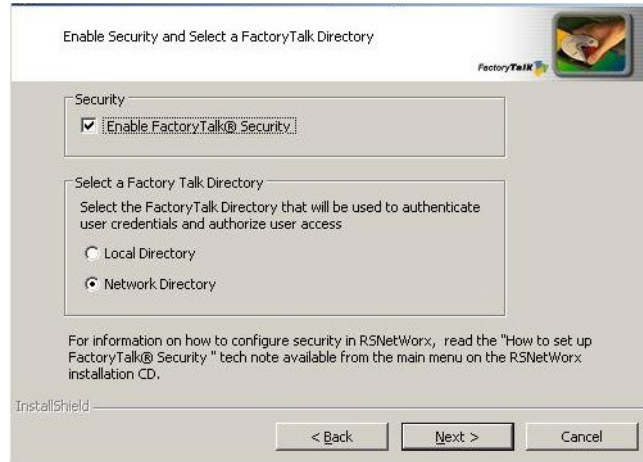 Enable Security and Select a FactoryTalk Directory
FactoryTalk
Security
Enable FactoryTalk® Security
Select a Factory Talk Directory
Select the FactoryTalk Directory that will be used to authenticate
user credentials and authorize user access
Local Directory
Network Directory
For information on how to configure security in RSNetWorx, read the "How to set up
FactoryTalk® Security " tech note available from the main menu on the RSNetWorx
installation CD.
InstallShield
< Back
Next >
Cancel